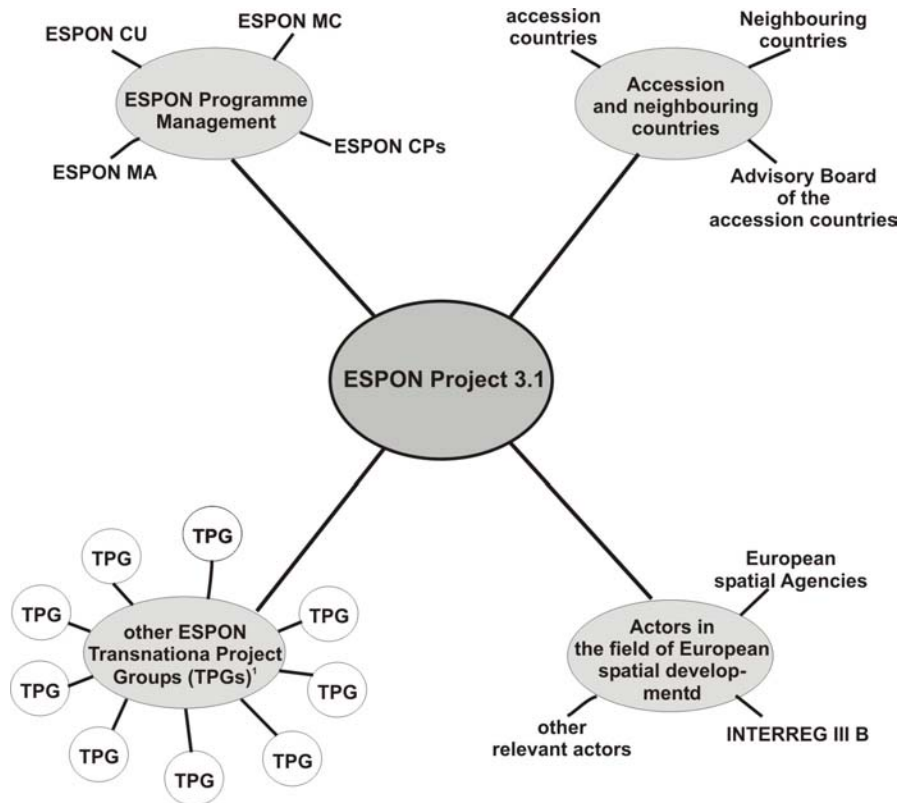 ESPON CU
ESPON MC
ESPON Programme
Management
ESPON MA
ESPON CPs
accession
countries
Neighbouring
countries
Accession
and neighbouring
countries
Advisory Board
of the
accession countries
ESPON Project 3.1
TPG
TPG
TPG
TPG
TPG
TPG
TPG
TPG
TPG
other ESPON
Transnationa Project
Groups (TPGs)¹
European
spatial Agencies
Actors in
the field of European
spatial develop-
mentd
other
relevant actors
INTERREG III B